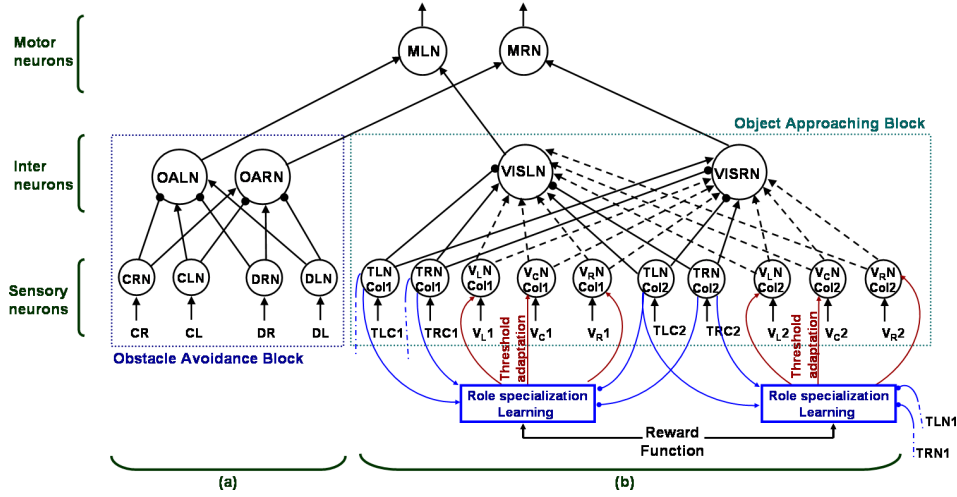 Motor
neurons
MLN
MRN
Object Approaching Block
Inter
neurons
OALN
OARN
VISLN
VISRN
Sensory
neurons
CRN
CLN
DRN
DLN
TLN
Col1
TRN
Col1
VLN
Col1
VCN
Col1
VRN
Col1
TLN
Col2
TRN
Col2
VLN
Col2
VCN
Col2
VRN
Col2
CR
CL
DR
DL
TLC1
TRC1
VL1
VC1
VR1
TLC2
TRC2
VL2
VC2
VR2
Obstacle Avoidance Block
Threshold
adaptation
Threshold
adaptation
Role specialization
Learning
Role specialization
Learning
TLN1
TRN1
Reward
Function
(a)
(b)